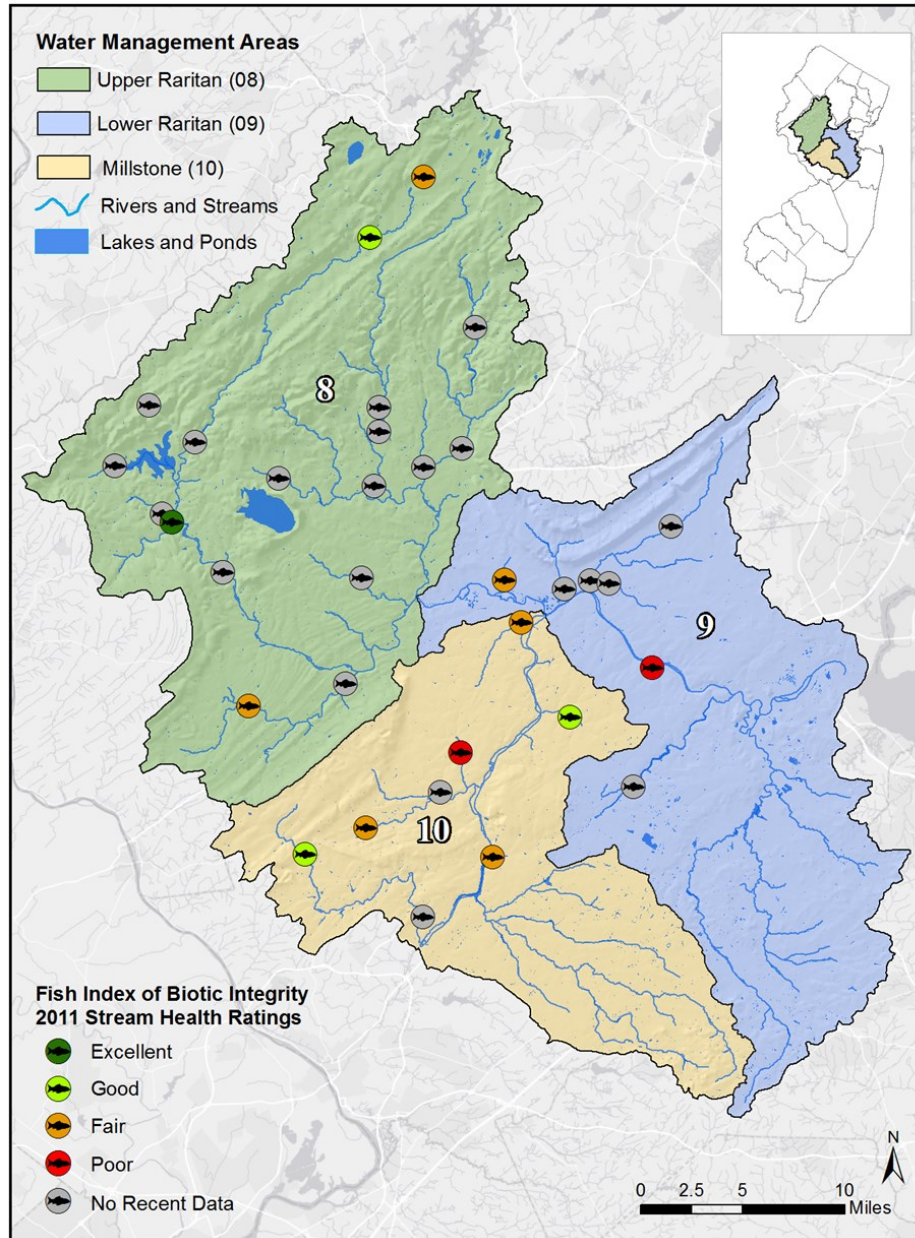 Water Management Areas
Upper Raritan (08)
Lower Raritan (09)
Millstone (10)
Rivers and Streams
Lakes and Ponds
8
9
10
Fish Index of Biotic Integrity
2011 Stream Health Ratings
Excellent
Good
Fair
Poor
No Recent Data
N
0 2.5 5 10
Miles